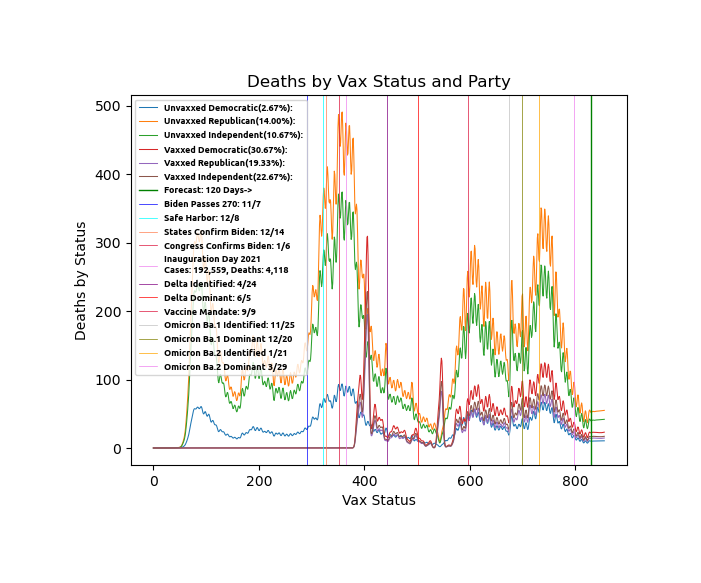 Deaths by Vax Status and Party
Deaths by Status
500
400
300
200
100
0
Unvaxxed Democratic(2.67%):
Unvaxxed Republican(14.00%):
Unvaxxed Independent(10.67%):
Vaxxed Democratic(30.67%):
Vaxxed Republican(19.33%):
Vaxxed Independent(22.67%):
Forecast: 120 Days->
Biden Passes 270: 11/7
Safe Harbor: 12/8
States Confirm Biden: 12/14
Congress Confirms Biden: 1/6
Inauguration Day 2021
Cases: 192,559, Deaths: 4,118
Delta Identified: 4/24
Delta Dominant: 6/5
Vaccine Mandate: 9/9
Omicron Ba.1 Identified: 11/25
Omicron Ba.1 Dominant 12/20
Omicron Ba.2 Identified 1/21
Omicron Ba.2 Dominant 3/29
0 200 400 600 800
Vax Status